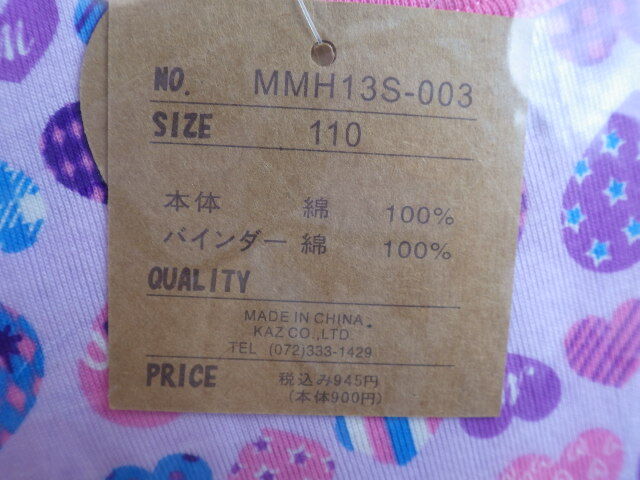 NO. MMH13S-003
SIZE 110
本体 綿 100%
バインダー 綿 100%
QUALITY
MADE IN CHINA
KAZ CO.,LTD.
TEL (072)333-1429
PRICE 税込み945円
(本体900円)